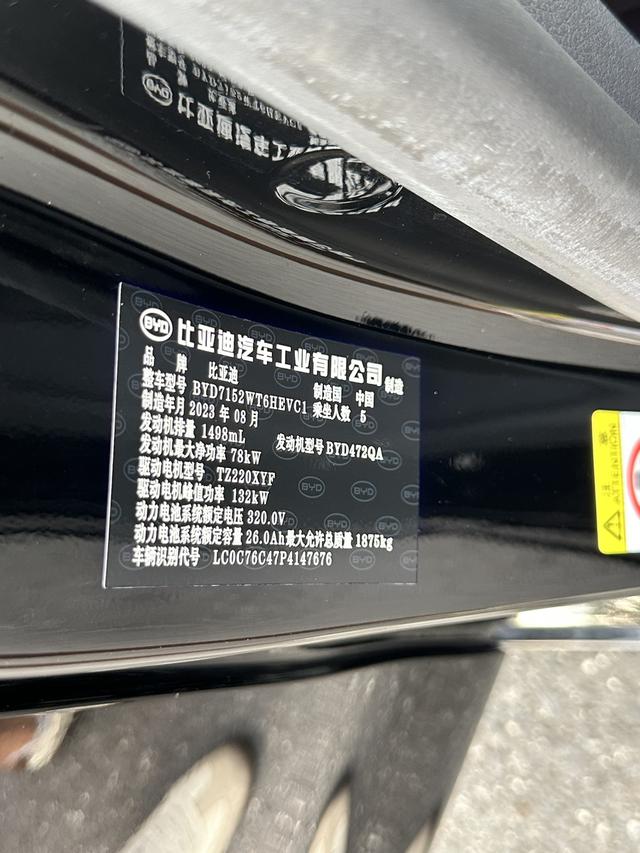 BYD 比亚迪汽车工业有限公司 制造
品 牌 比亚迪 制造国 中国
整车型号 BYD7152WT6HEVC1 乘坐人数 5
制造年月 2023 年 08 月
发动机排量 1498mL 发动机型号 BYD472QA
发动机最大净功率 78kW
驱动电机型号 TZ220XYF
驱动电机峰值功率 132kW
动力电池系统额定电压 320.0V
动力电池系统额定容量 26.0Ah 最大允许总质量 1875kg
车辆识别代号 LC0C76C47P4147676